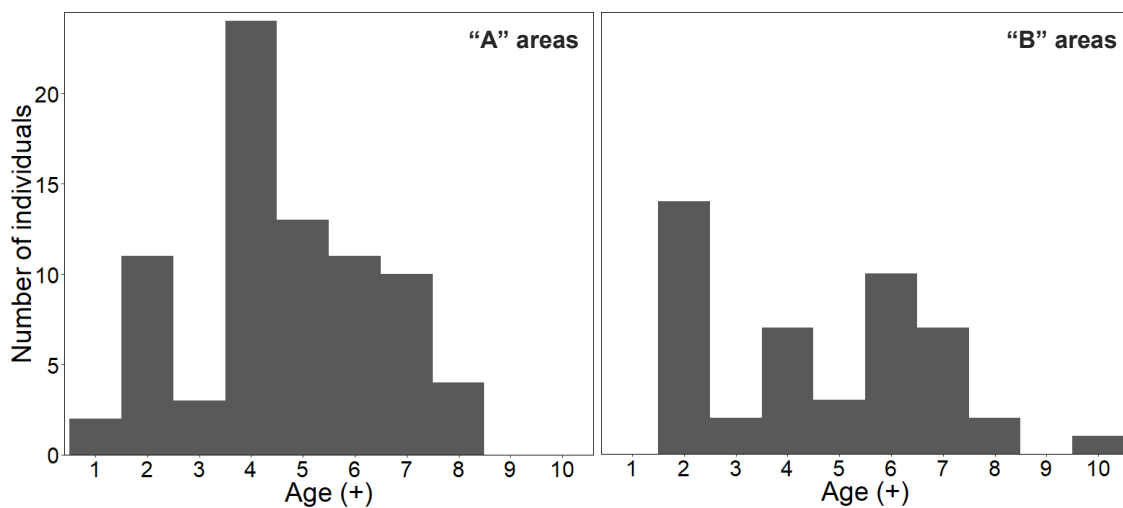 “A” areas
“B” areas
Number of individuals
20
15
10
5
0
1 2 3 4 5 6 7 8 9 10
Age (+)
1 2 3 4 5 6 7 8 9 10
Age (+)